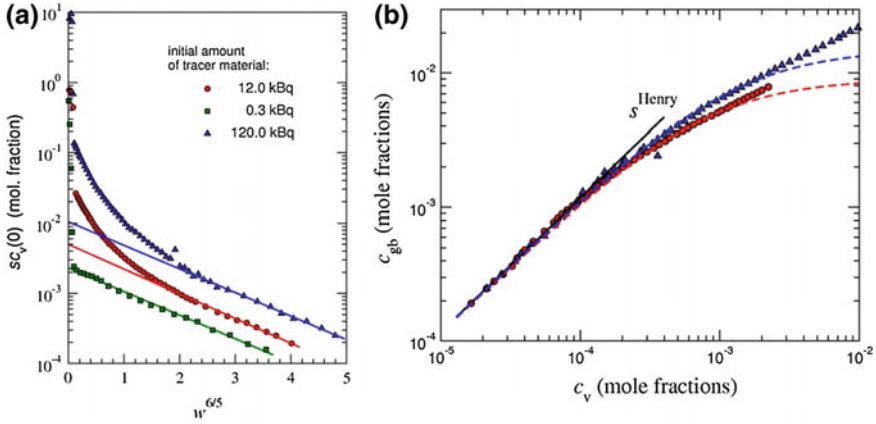 (a)
sc_v(0) (mol. fraction)
10^1
10^0
10^-1
10^-2
10^-3
10^-4
initial amount
of tracer material:
12.0 kBq
0.3 kBq
120.0 kBq
0 1 2 3 4 5
w^6/5
(b)
c_gb (mole fractions)
10^-2
10^-3
10^-4
s^Henry
10^-5 10^-4 10^-3 10^-2
c_v (mole fractions)